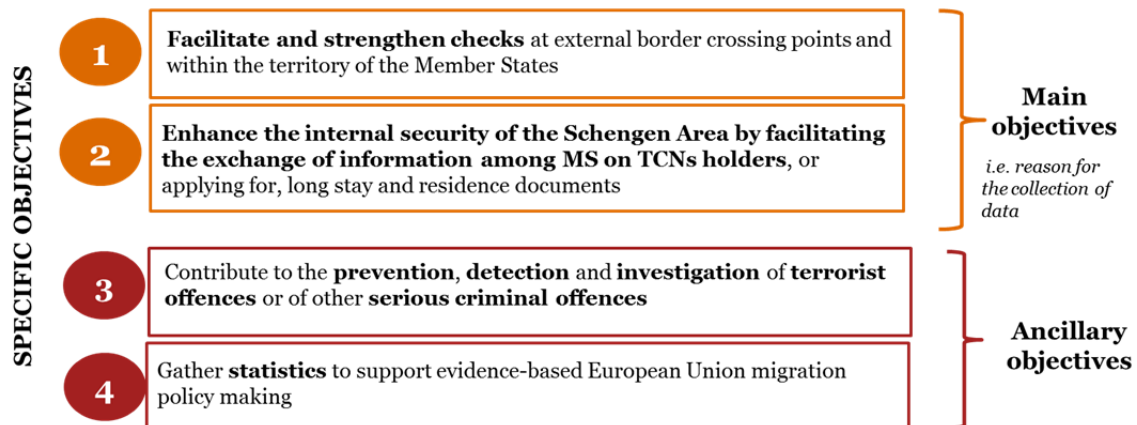 SPECIFIC OBJECTIVES
1
Facilitate and strengthen checks at external border crossing points and
within the territory of the Member States
2
Enhance the internal security of the Schengen Area by facilitating
the exchange of information among MS on TCNs holders, or
applying for, long stay and residence documents
Main
objectives
i.e. reason for
the collection of
data
3
Contribute to the prevention, detection and investigation of terrorist
offences or of other serious criminal offences
4
Gather statistics to support evidence-based European Union migration
policy making
Ancillary
objectives